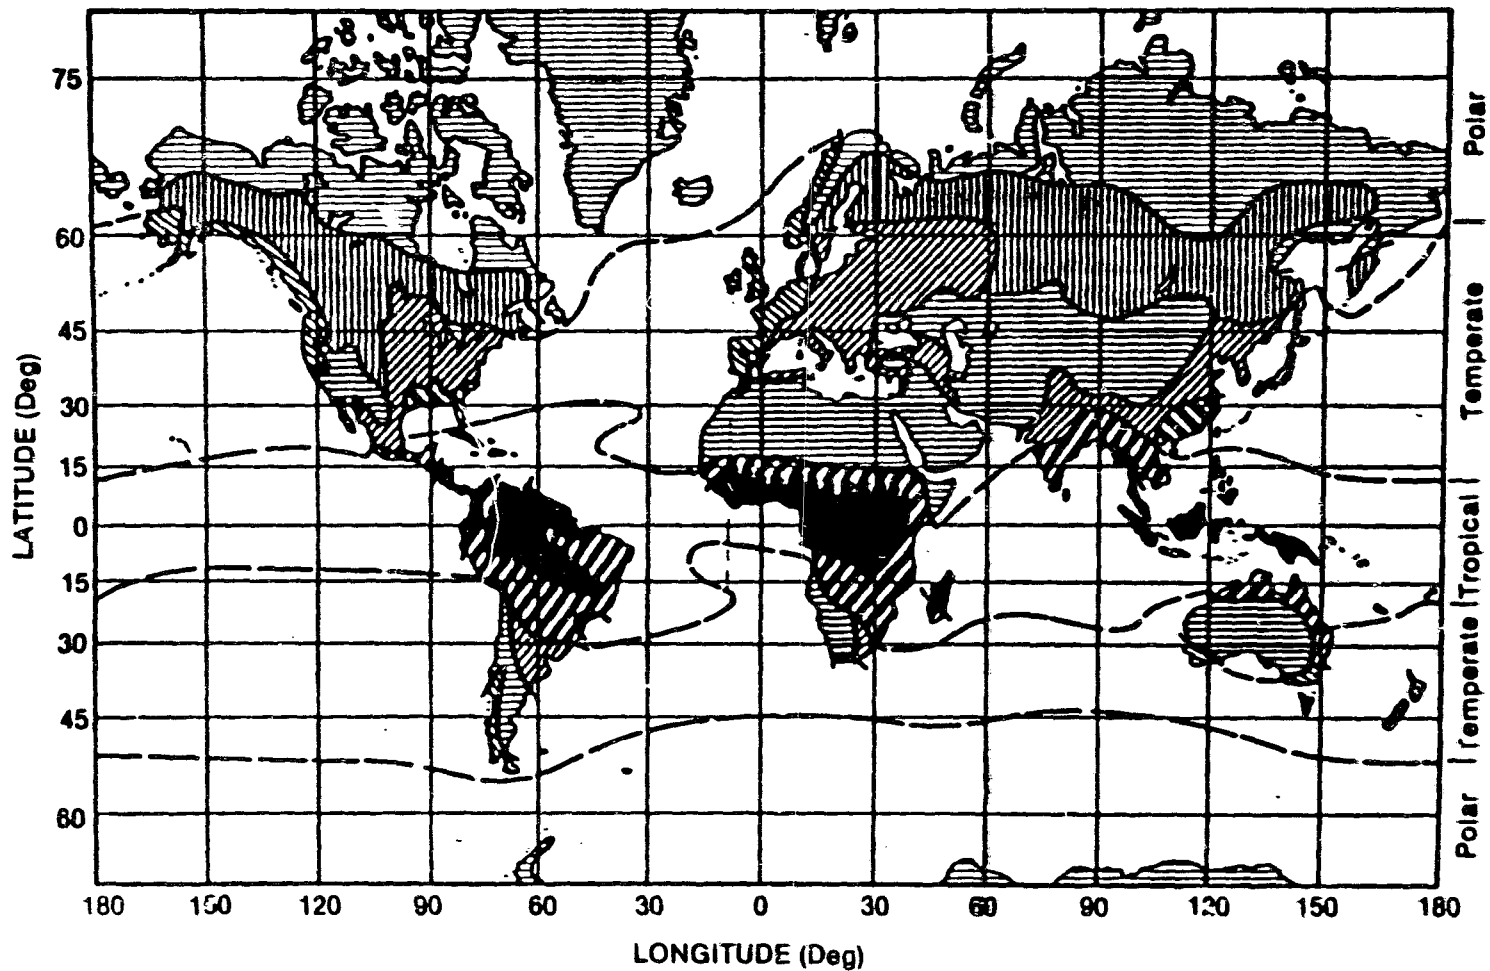 75
60
45
30
15
0
15
30
45
60
LATITUDE (Deg)
180 150 120 90 60 30 0 30 60 90 120 150 180
LONGITUDE (Deg)
Polar
Temperate
Tropical
Temperate
Polar